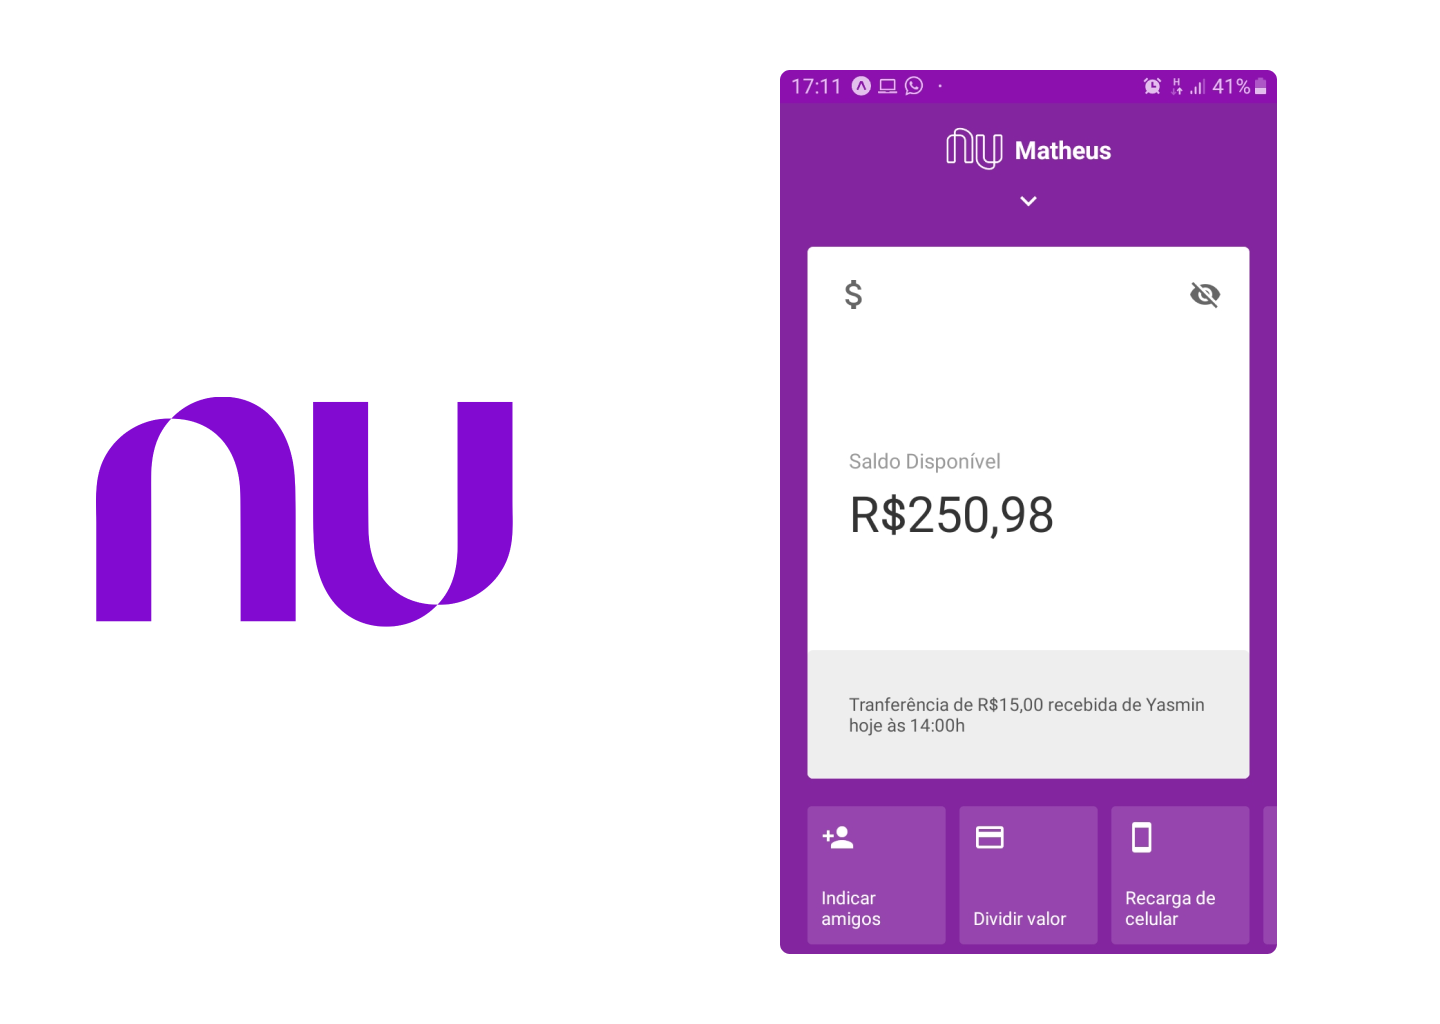 nu
17:11
H
41%
nu Matheus
$
Saldo Disponível
R$250,98
Tranferência de R$15,00 recebida de Yasmin
hoje às 14:00h
Indicar
amigos
Dividir valor
Recarga de
celular